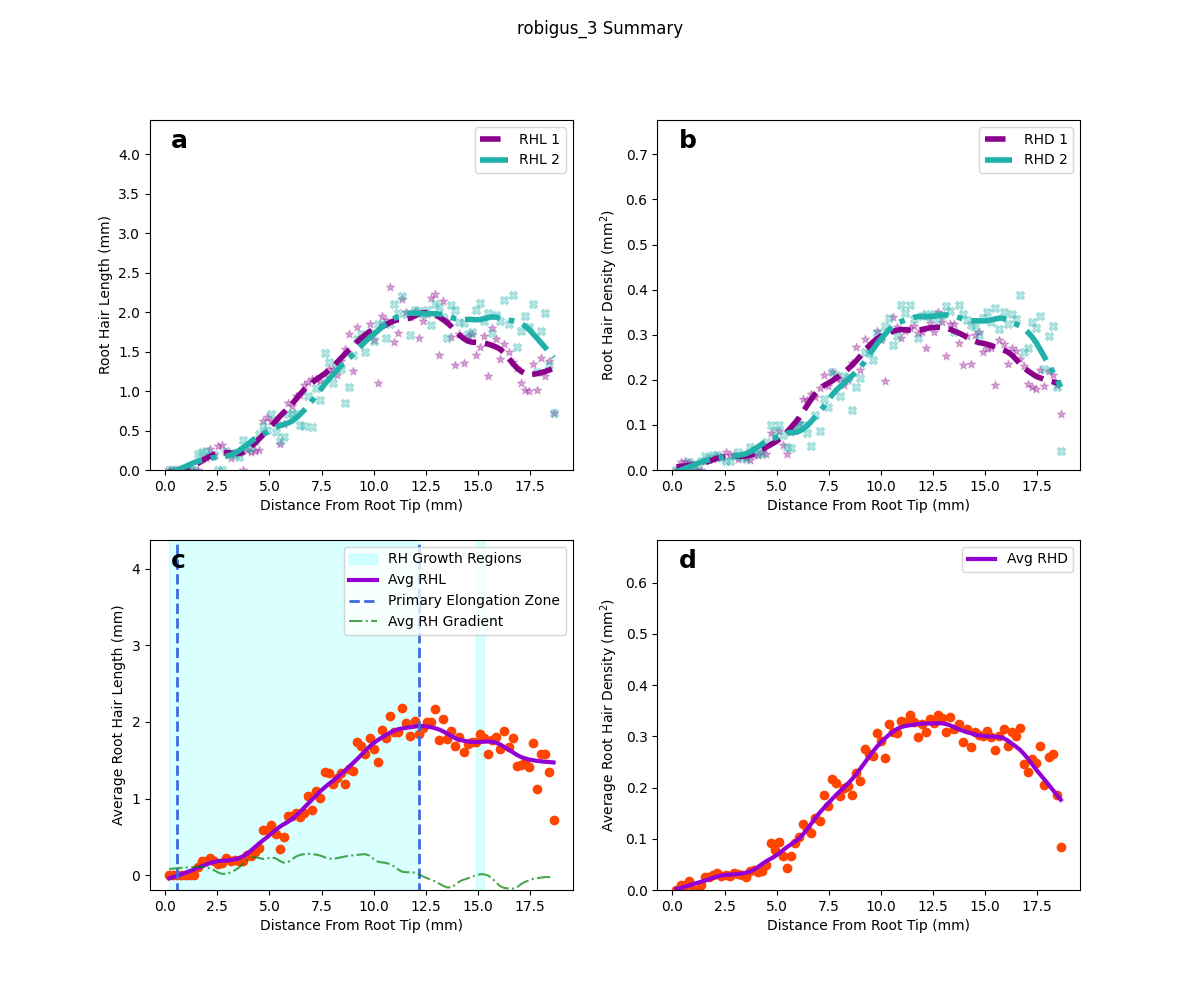 robigus_3 Summary
a
RHL 1
RHL 2
4.0
3.5
3.0
2.5
2.0
1.5
1.0
0.5
0.0
Root Hair Length (mm)
0.0 2.5 5.0 7.5 10.0 12.5 15.0 17.5
Distance From Root Tip (mm)
b
RHD 1
RHD 2
0.7
0.6
0.5
0.4
0.3
0.2
0.1
0.0
Root Hair Density (mm²)
0.0 2.5 5.0 7.5 10.0 12.5 15.0 17.5
Distance From Root Tip (mm)
c
RH Growth Regions
Avg RHL
Primary Elongation Zone
Avg RH Gradient
4
3
2
1
0
Average Root Hair Length (mm)
0.0 2.5 5.0 7.5 10.0 12.5 15.0 17.5
Distance From Root Tip (mm)
d
Avg RHD
0.6
0.5
0.4
0.3
0.2
0.1
0.0
Average Root Hair Density (mm²)
0.0 2.5 5.0 7.5 10.0 12.5 15.0 17.5
Distance From Root Tip (mm)